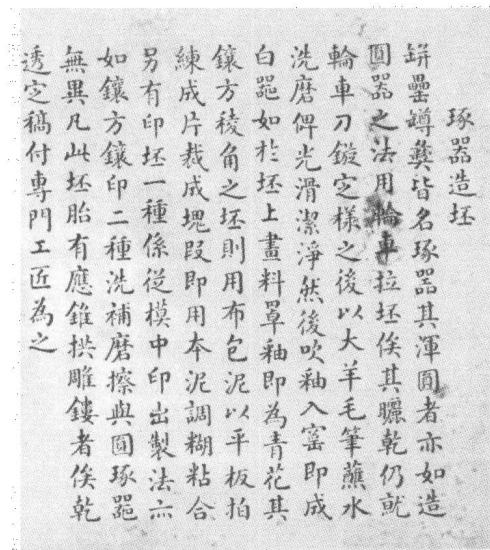 琢器造坯
缾罍罇彝皆名琢器其渾圓者亦如造
圓器之法用輪車拉坯俟其曬乾仍就
輪車刀鏇定樣之後以大羊毛筆蘸水
洗磨俾光滑潔淨然後吹釉入窰即成
白器如於坯上畫料罩釉即為青花其
鑲方稜角之坯則用布包泥以平板拍
練成片裁成塊段即用本泥調糊粘合
另有印坯一種係從模中印出製法亦
如鑲方鑲印二種洗補磨擦與圓琢器
無異凡此坯胎有應錐拱雕鏤者俟乾
透定稿付專門工匠為之